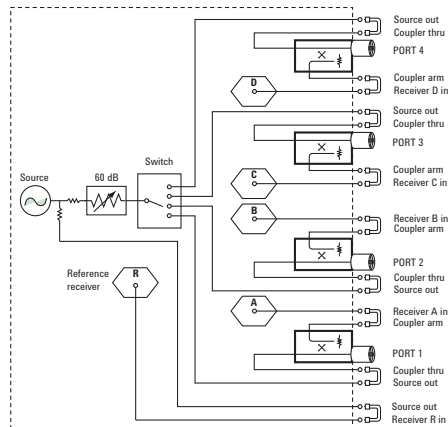 Source out
Coupler thru
PORT 4
D
Coupler arm
Receiver D in
Source out
Coupler thru
Switch
PORT 3
Source
60 dB
Coupler arm
C
Receiver C in
B
Receiver B in
Coupler arm
Reference
receiver
R
PORT 2
Coupler thru
Source out
A
Receiver A in
Coupler arm
PORT 1
Coupler thru
Source out
Source out
Receiver R in